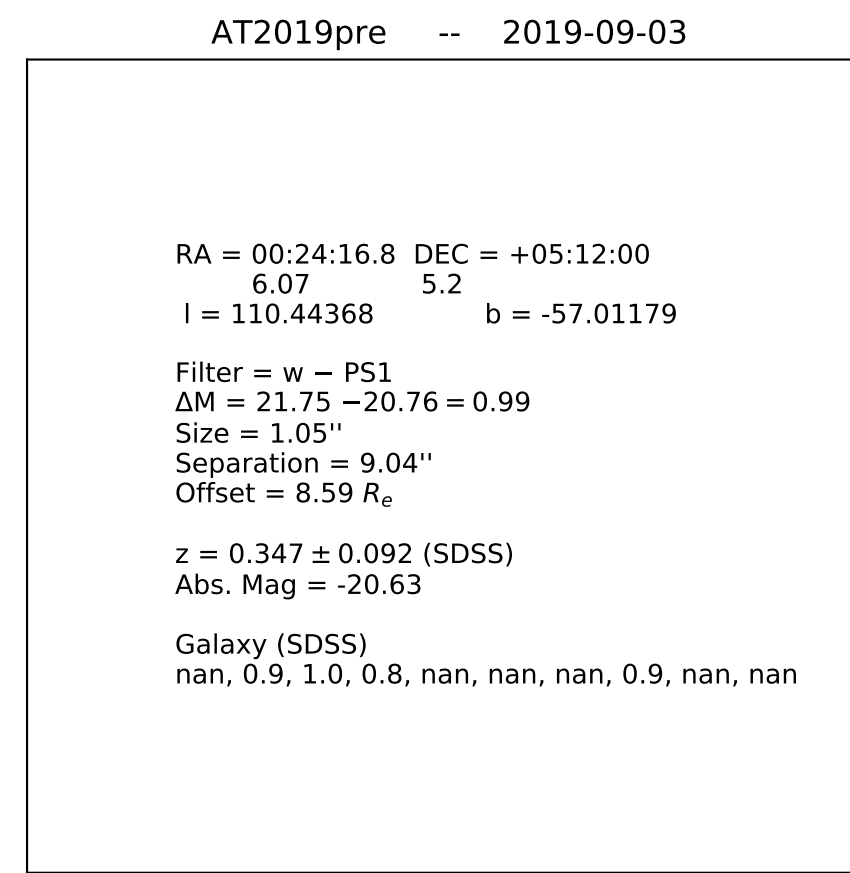 AT2019pre -- 2019-09-03
RA = 00:24:16.8 DEC = +05:12:00
6.07 5.2
l = 110.44368 b = -57.01179
Filter = w − PS1
ΔM = 21.75 −20.76 = 0.99
Size = 1.05''
Separation = 9.04''
Offset = 8.59 Re
z = 0.347 ± 0.092 (SDSS)
Abs. Mag = -20.63
Galaxy (SDSS)
nan, 0.9, 1.0, 0.8, nan, nan, nan, 0.9, nan, nan